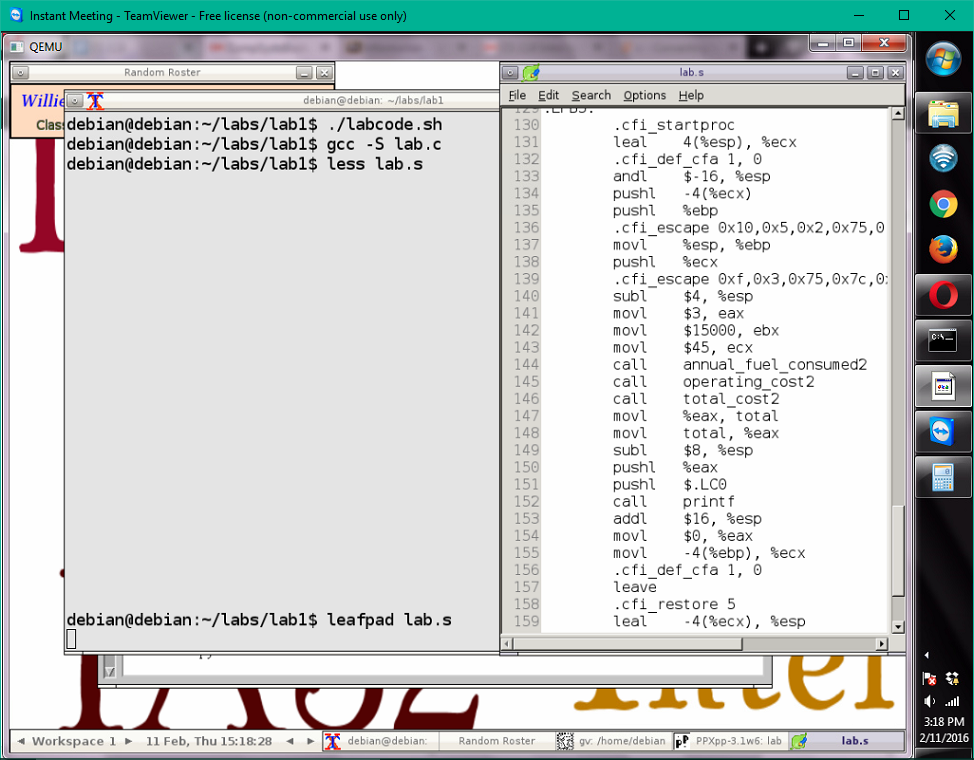 Instant Meeting - TeamViewer - Free license (non-commercial use only)
QEMU
Random Roster
Willie
Class
debian@debian: ~/labs/lab1
debian@debian:~/labs/lab1$ ./labcode.sh
debian@debian:~/labs/lab1$ gcc -S lab.c
debian@debian:~/labs/lab1$ less lab.s
debian@debian:~/labs/lab1$ leafpad lab.s
lab.s
File Edit Search Options Help
130 .cfi_startproc
131 leal 4(%esp), %ecx
132 .cfi_def_cfa 1, 0
133 andl $-16, %esp
134 pushl -4(%ecx)
135 pushl %ebp
136 .cfi_escape 0x10,0x5,0x2,0x75,0
137 movl %esp, %ebp
138 pushl %ecx
139 .cfi_escape 0xf,0x3,0x75,0x7c,0
140 subl $4, %esp
141 movl $3, eax
142 movl $15000, ebx
143 movl $45, ecx
144 call annual_fuel_consumed2
145 call operating_cost2
146 call total_cost2
147 movl %eax, total
148 movl total, %eax
149 subl $8, %esp
150 pushl %eax
151 pushl $.LC0
152 call printf
153 addl $16, %esp
154 movl $0, %eax
155 movl -4(%ebp), %ecx
156 .cfi_def_cfa 1, 0
157 leave
158 .cfi_restore 5
159 leal -4(%ecx), %esp
Workspace 1
11 Feb, Thu 15:18:28
debian@debian:
Random Roster
gv: /home/debian
PPXpp-3.1w6: lab
lab.s
3:18 PM
2/11/2016